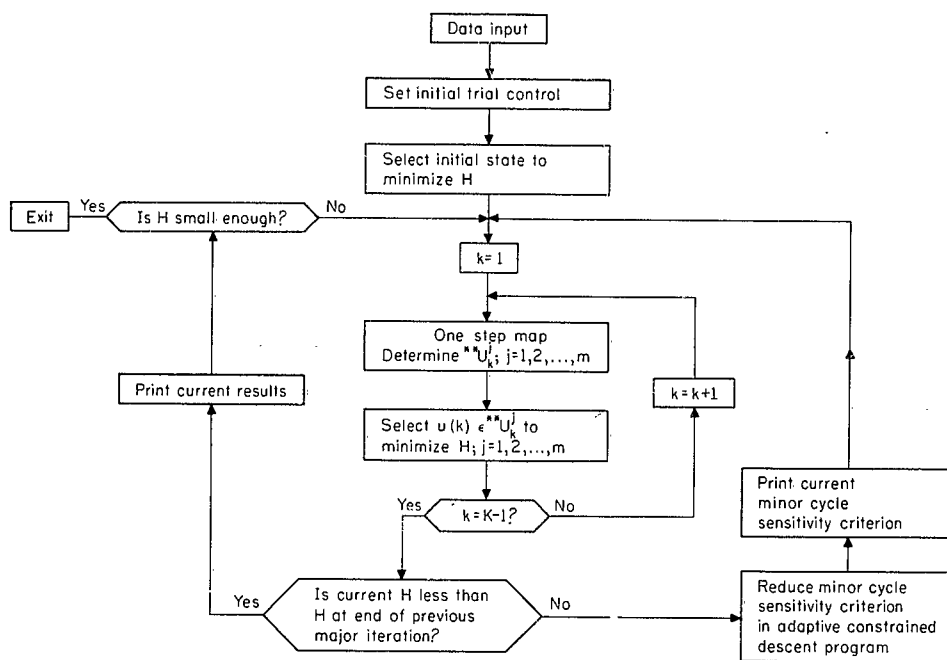 Data input
Set initial trial control
Select initial state to
minimize H
Exit
Yes
Is H small enough?
No
k=1
One step map
Determine **U_k^j; j=1,2,...,m
Print current results
k=k+1
Select u(k) ϵ**U_k^j to
minimize H; j=1,2,...,m
Print current
minor cycle
sensitivity criterion
Yes
k=K-1?
No
Yes
Is current H less than
H at end of previous
major iteration?
No
Reduce minor cycle
sensitivity criterion
in adaptive constrained
descent program